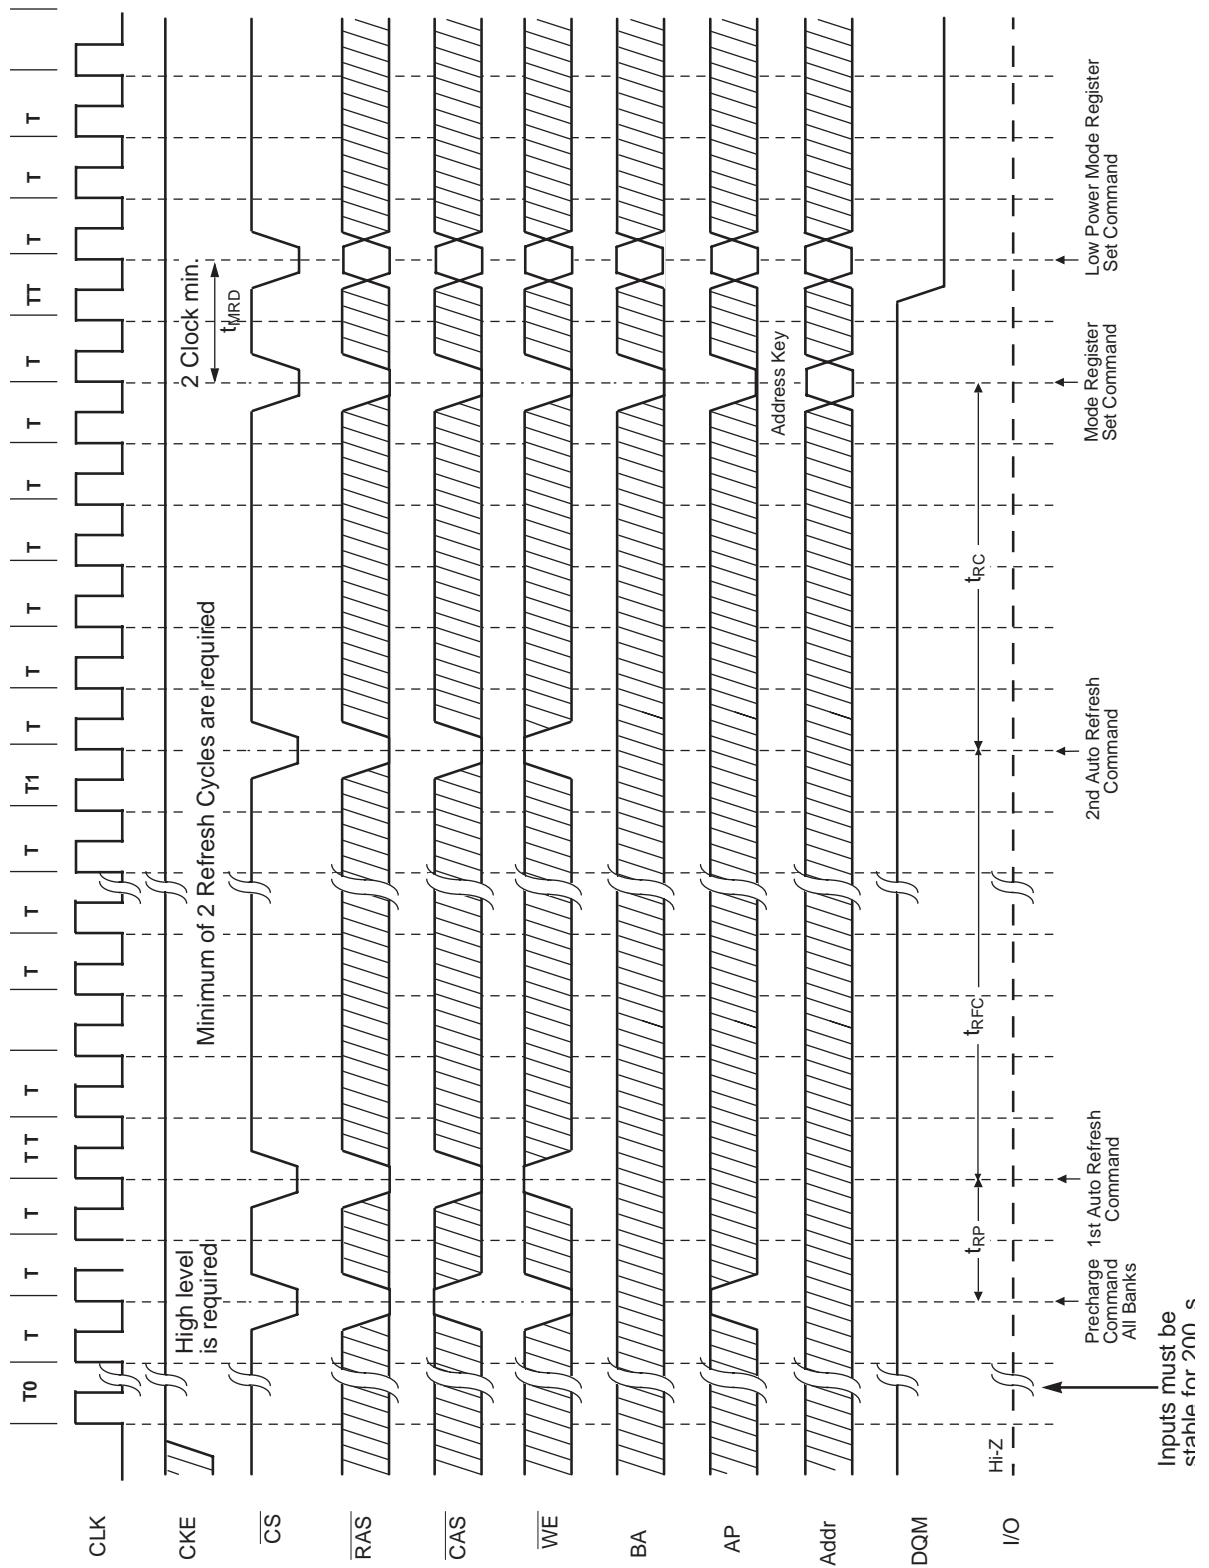 T0
T
T
T
T T
T
T
T
T
T
T1
T
T
T
T
T
T
T
TT
T
T
T
CLK
CKE
High level
is required
Minimum of 2 Refresh Cycles are required
2 Clock min.
tMRD
CS
RAS
CAS
WE
BA
AP
Address Key
Addr
DQM
tRP
tRFC
tRC
Hi-Z
I/O
Precharge
Command
All Banks
1st Auto Refresh
Command
2nd Auto Refresh
Command
Mode Register
Set Command
Low Power Mode Register
Set Command
Inputs must be
stable for 200 s